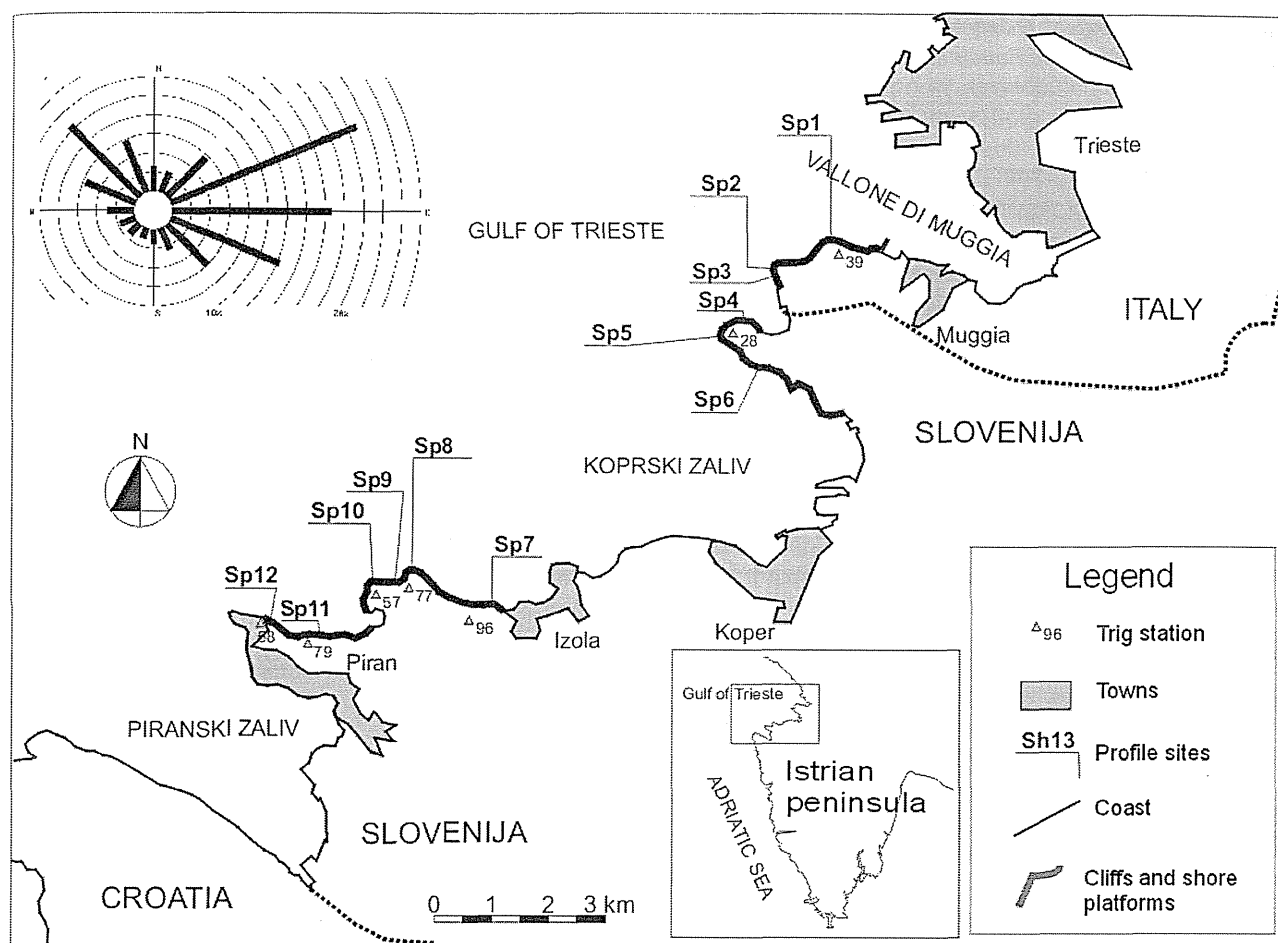 N
W
E
S
10%
20%
Sp1
Trieste
VALLONE DI MUGGIA
Sp2
GULF OF TRIESTE
39
Sp3
Sp4
ITALY
28
Sp5
Muggia
Sp6
SLOVENIJA
N
Sp8
KOPRSKI ZALIV
Sp9
Sp10
Sp7
Sp12
57
77
Sp11
96
58
79
Izola
Koper
Piran
PIRANSKI ZALIV
SLOVENIJA
CROATIA
0 1 2 3 km
Gulf of Trieste
Istrian
peninsula
ADRIATIC SEA
Legend
96 Trig station
Towns
Sh13 Profile sites
Coast
Cliffs and shore
platforms